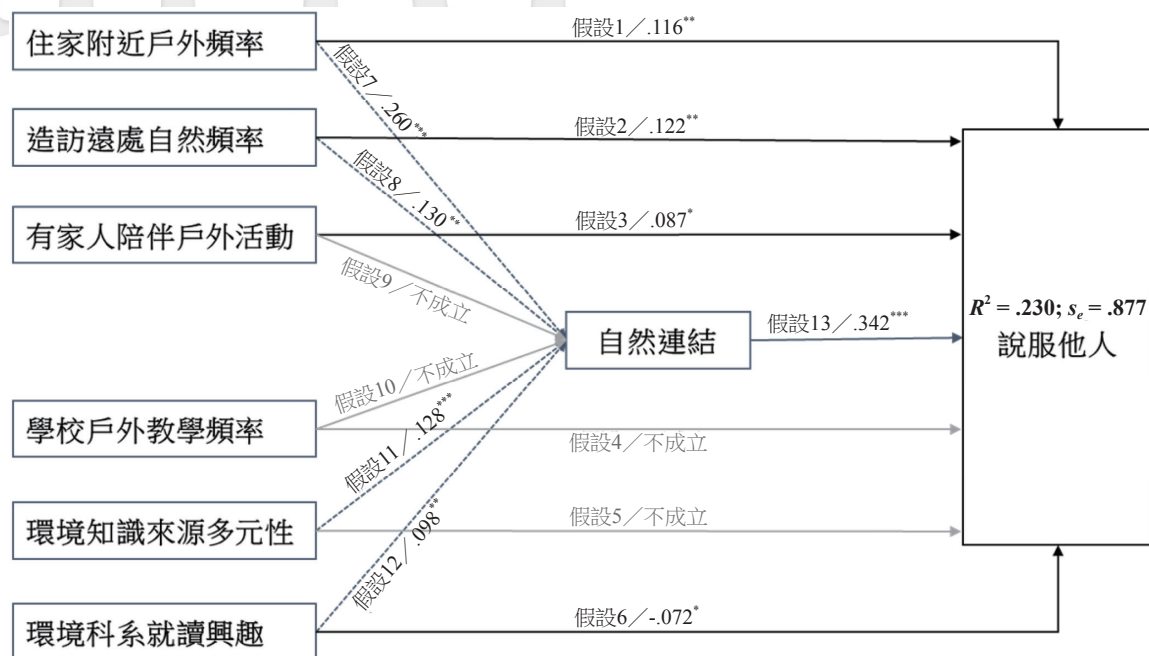 住家附近戶外頻率
假設1／.116**
假設7／.260***
造訪遠處自然頻率
假設2／.122**
假設8／.130**
有家人陪伴戶外活動
假設3／.087*
假設9／不成立
自然連結
假設13／.342***
R² = .230; sₑ = .877
說服他人
假設10／不成立
學校戶外教學頻率
假設4／不成立
假設11／.128***
環境知識來源多元性
假設5／不成立
假設12／.098**
環境科系就讀興趣
假設6／-.072*